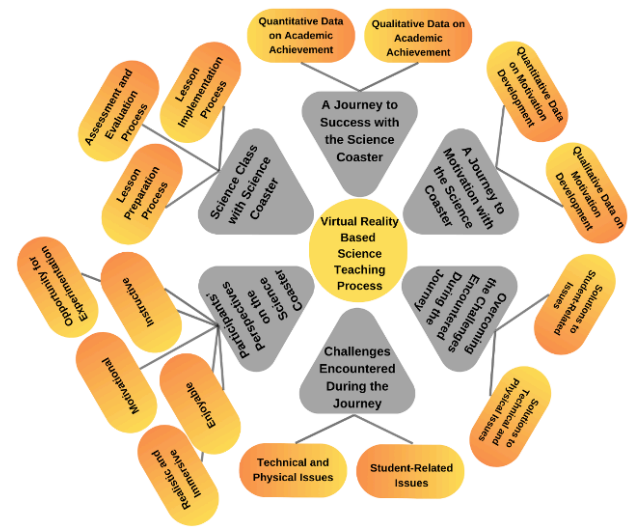 Quantitative Data
on Academic
Achievement
Qualitative Data on
Academic
Achievement
A Journey to
Success with
the Science
Coaster
Quantitative Data
on Motivation
Development
Qualitative Data on
Motivation
Development
A Journey to
Motivation with
the Science
Coaster
Solutions to
Student-Related
Issues
Solutions to
Technical and
Physical Issues
Overcoming
the Challenges
Encountered
During the
Journey
Challenges
Encountered
During the
Journey
Technical and
Physical Issues
Student-Related
Issues
Participants'
Perspectives
on the
Science
Coaster
Opportunity for
Experimentation
Instructive
Motivational
Enjoyable
Realistic and
Immersive
Science Class
with Science
Coaster
Assessment and
Evaluation
Process
Lesson
Implementation
Process
Lesson
Preparation
Process
Virtual Reality
Based
Science
Teaching
Process